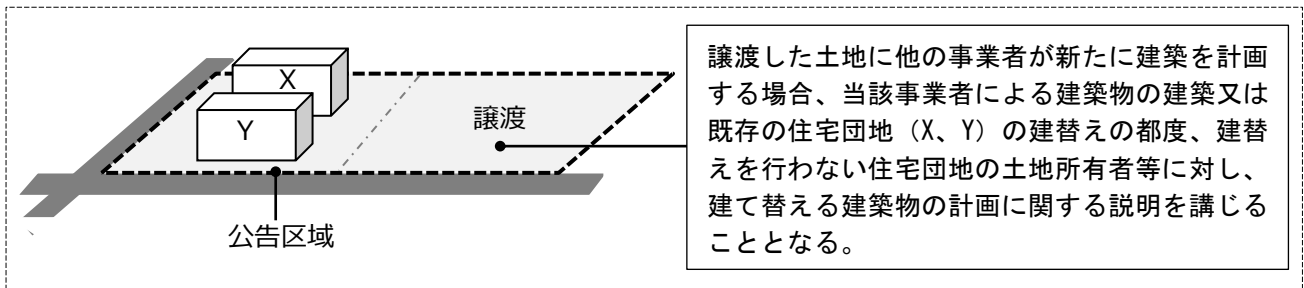 X
Y
譲渡
公告区域
譲渡した土地に他の事業者が新たに建築を計画
する場合、当該事業者による建築物の建築又は
既存の住宅団地（X、Y）の建替えの都度、建替
えを行わない住宅団地の土地所有者等に対し、
建て替える建築物の計画に関する説明を講じる
こととなる。